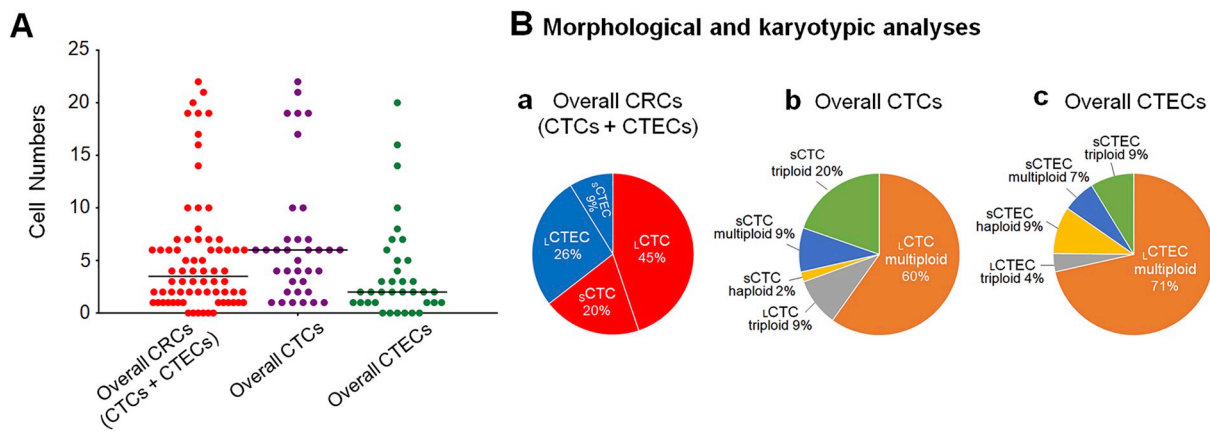 A
25
20
15
10
5
0
Cell Numbers
Overall CRCs
(CTCs + CTECs)
Overall CTCs
Overall CTECs
B Morphological and karyotypic analyses
a Overall CRCs
(CTCs + CTECs)
sCTEC
9%
LCTEC
26%
LCTC
45%
sCTC
20%
b Overall CTCs
sCTC
triploid 20%
sCTC
multiploid 9%
sCTC
haploid 2%
LCTC
triploid 9%
LCTC
multiploid
60%
c Overall CTECs
sCTEC
triploid 9%
sCTEC
multiploid 7%
sCTEC
haploid 9%
LCTEC
triploid 4%
LCTEC
multiploid
71%